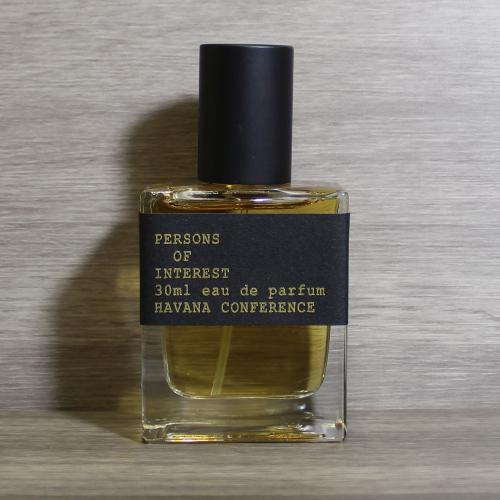 PERSONS
OF
INTEREST
30ml eau de parfum
HAVANA CONFERENCE